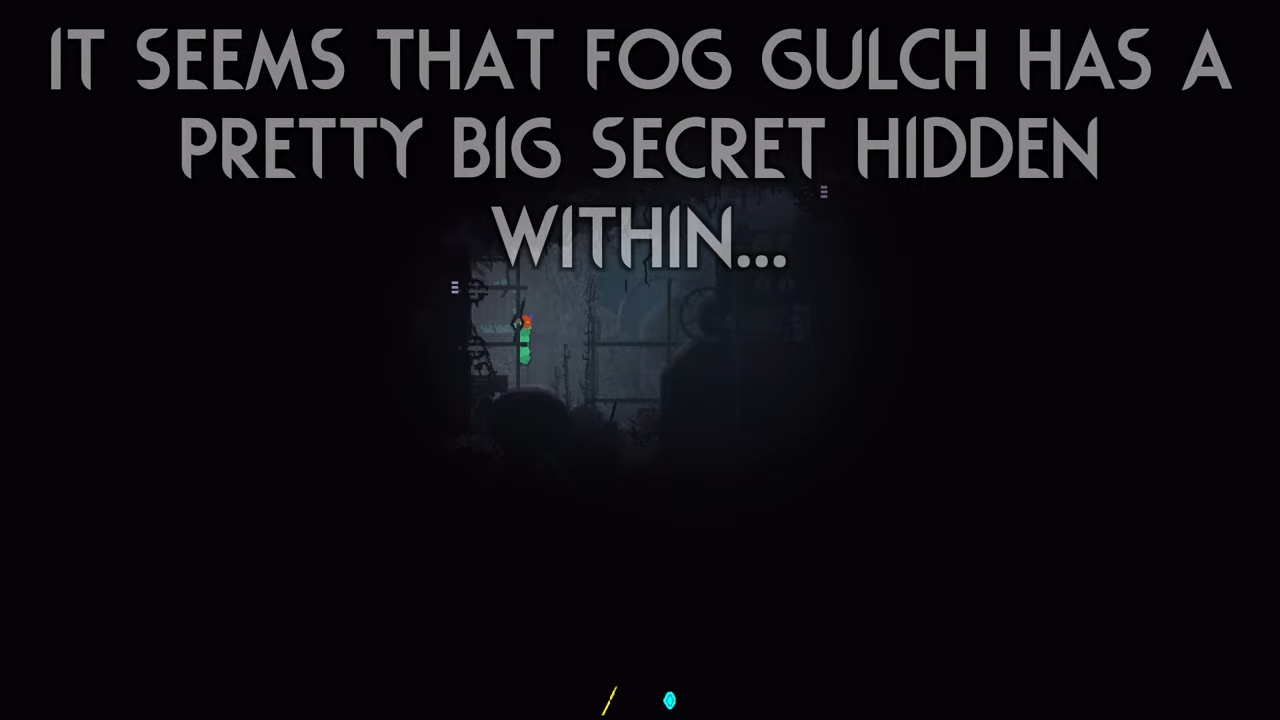 IT SEEMS THAT FOG GULCH HAS A
PRETTY BIG SECRET HIDDEN
WITHIN...